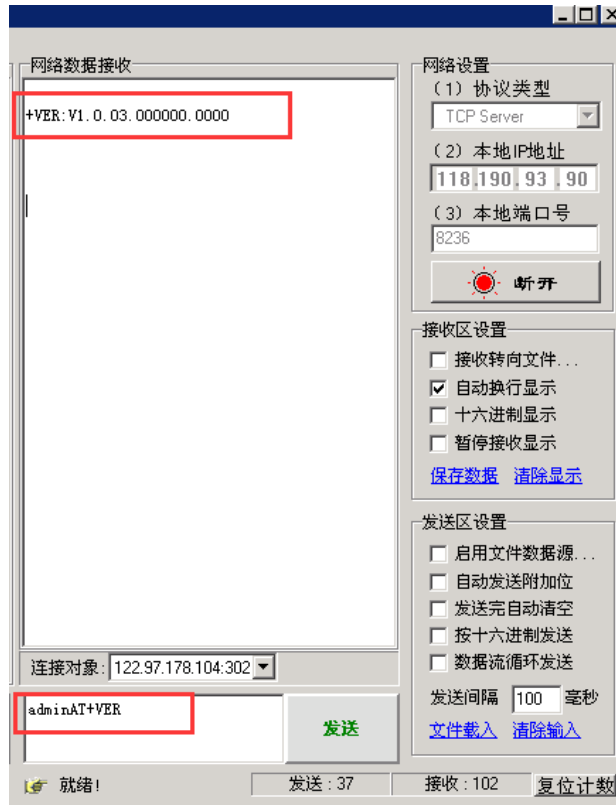 网络数据接收
+VER:V1.0.03.000000.0000
连接对象: 122.97.178.104:302
adminAT+VER
发送
网络设置
(1) 协议类型
TCP Server
(2) 本地IP地址
118.190.93.90
(3) 本地端口号
8236
断开
接收区设置
接收转向文件...
自动换行显示
十六进制显示
暂停接收显示
保存数据 清除显示
发送区设置
启用文件数据源...
自动发送附加位
发送完自动清空
按十六进制发送
数据流循环发送
发送间隔 100 毫秒
文件载入 清除输入
就绪! 发送:37 接收:102 复位计数